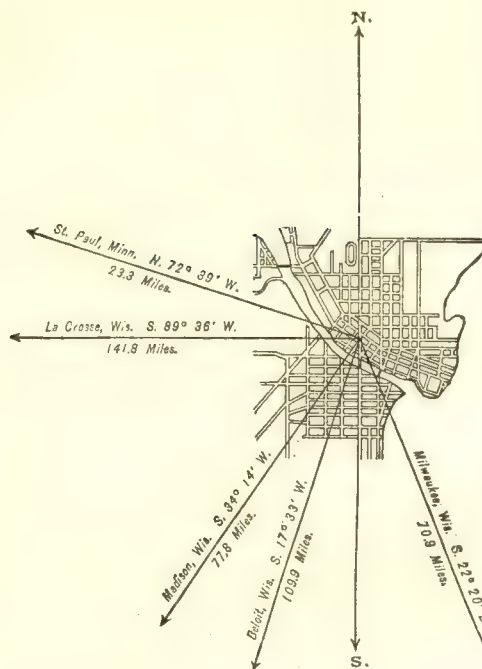 N.
St. Paul, Minn. N. 72° 39' W.
23.3 Miles.
La Crosse, Wis. S. 89° 36' W.
141.8 Miles.
Madison, Wis. S. 34° 14' W.
77.8 Miles.
Beloit, Wis. S. 17° 33' W.
109.9 Miles.
Milwaukee, Wis. S. 22° 20'
70.9 Miles.
S.